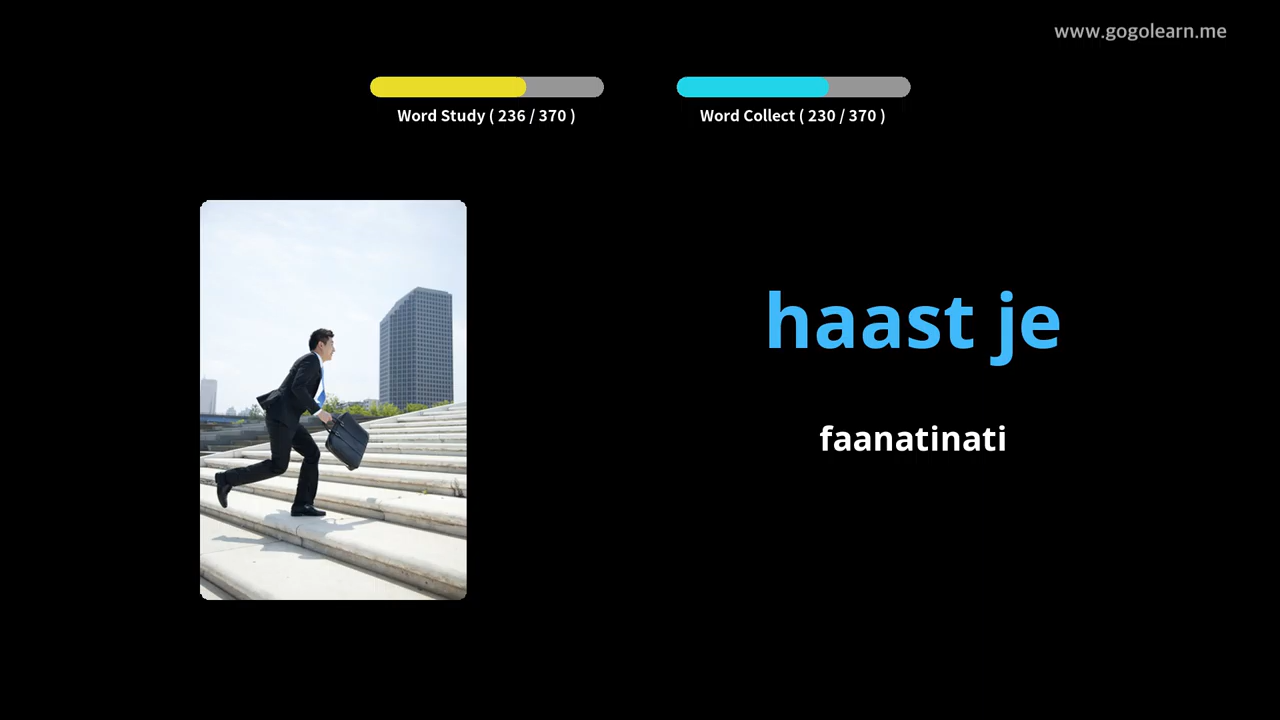 www.gogolearn.me
Word Study ( 236 / 370 )
Word Collect ( 230 / 370 )
haast je
faanatinati